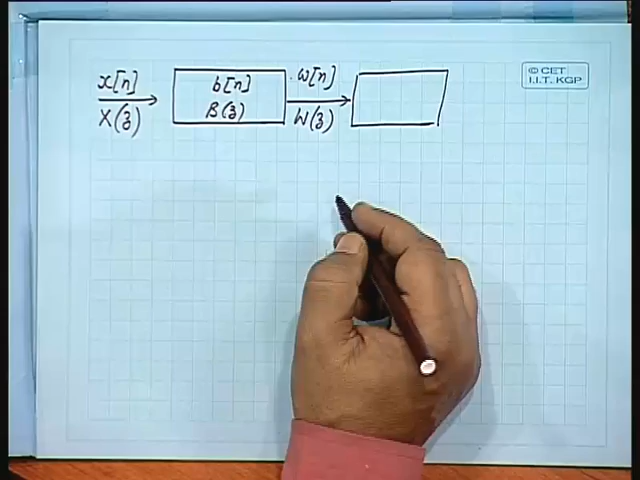 x[n] b[n] w[n]
X(z) B(z) W(z)
© CET
I.I.T. KGP